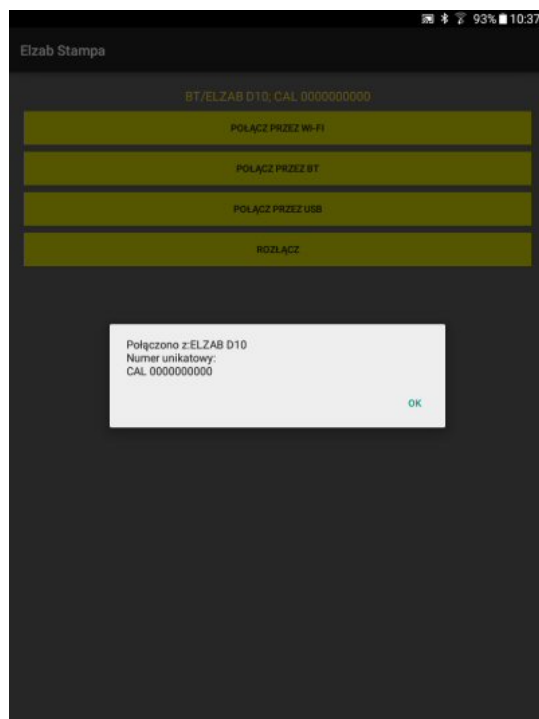 93% 10:37
Elzab Stampa
BT/ELZAB D10; CAL 0000000000
POŁĄCZ PRZEZ WI-FI
POŁĄCZ PRZEZ BT
POŁĄCZ PRZEZ USB
ROZŁĄCZ
Połączono z:ELZAB D10
Numer unikatowy:
CAL 0000000000
OK